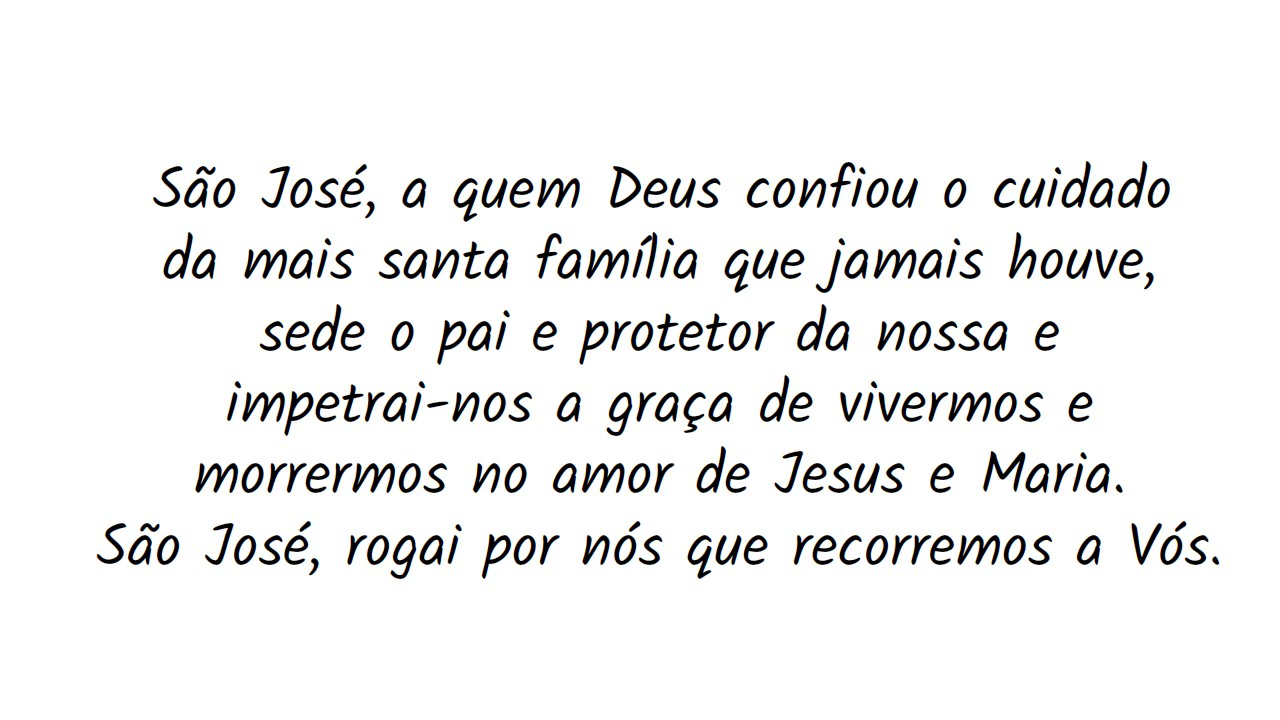 São José, a quem Deus confiou o cuidado
da mais santa família que jamais houve,
sede o pai e protetor da nossa e
impetrai-nos a graça de vivermos e
morrermos no amor de Jesus e Maria.
São José, rogai por nós que recorremos a Vós.